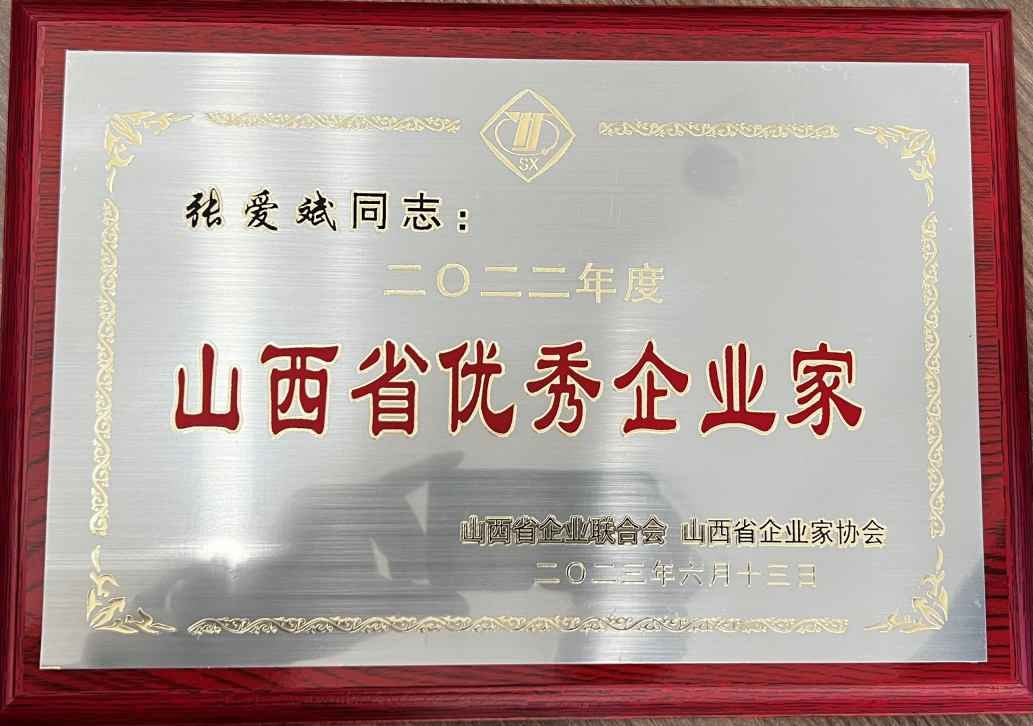 SX
张爱斌同志：
二〇二二年度
山西省优秀企业家
山西省企业联合会 山西省企业家协会
二〇二三年六月十三日